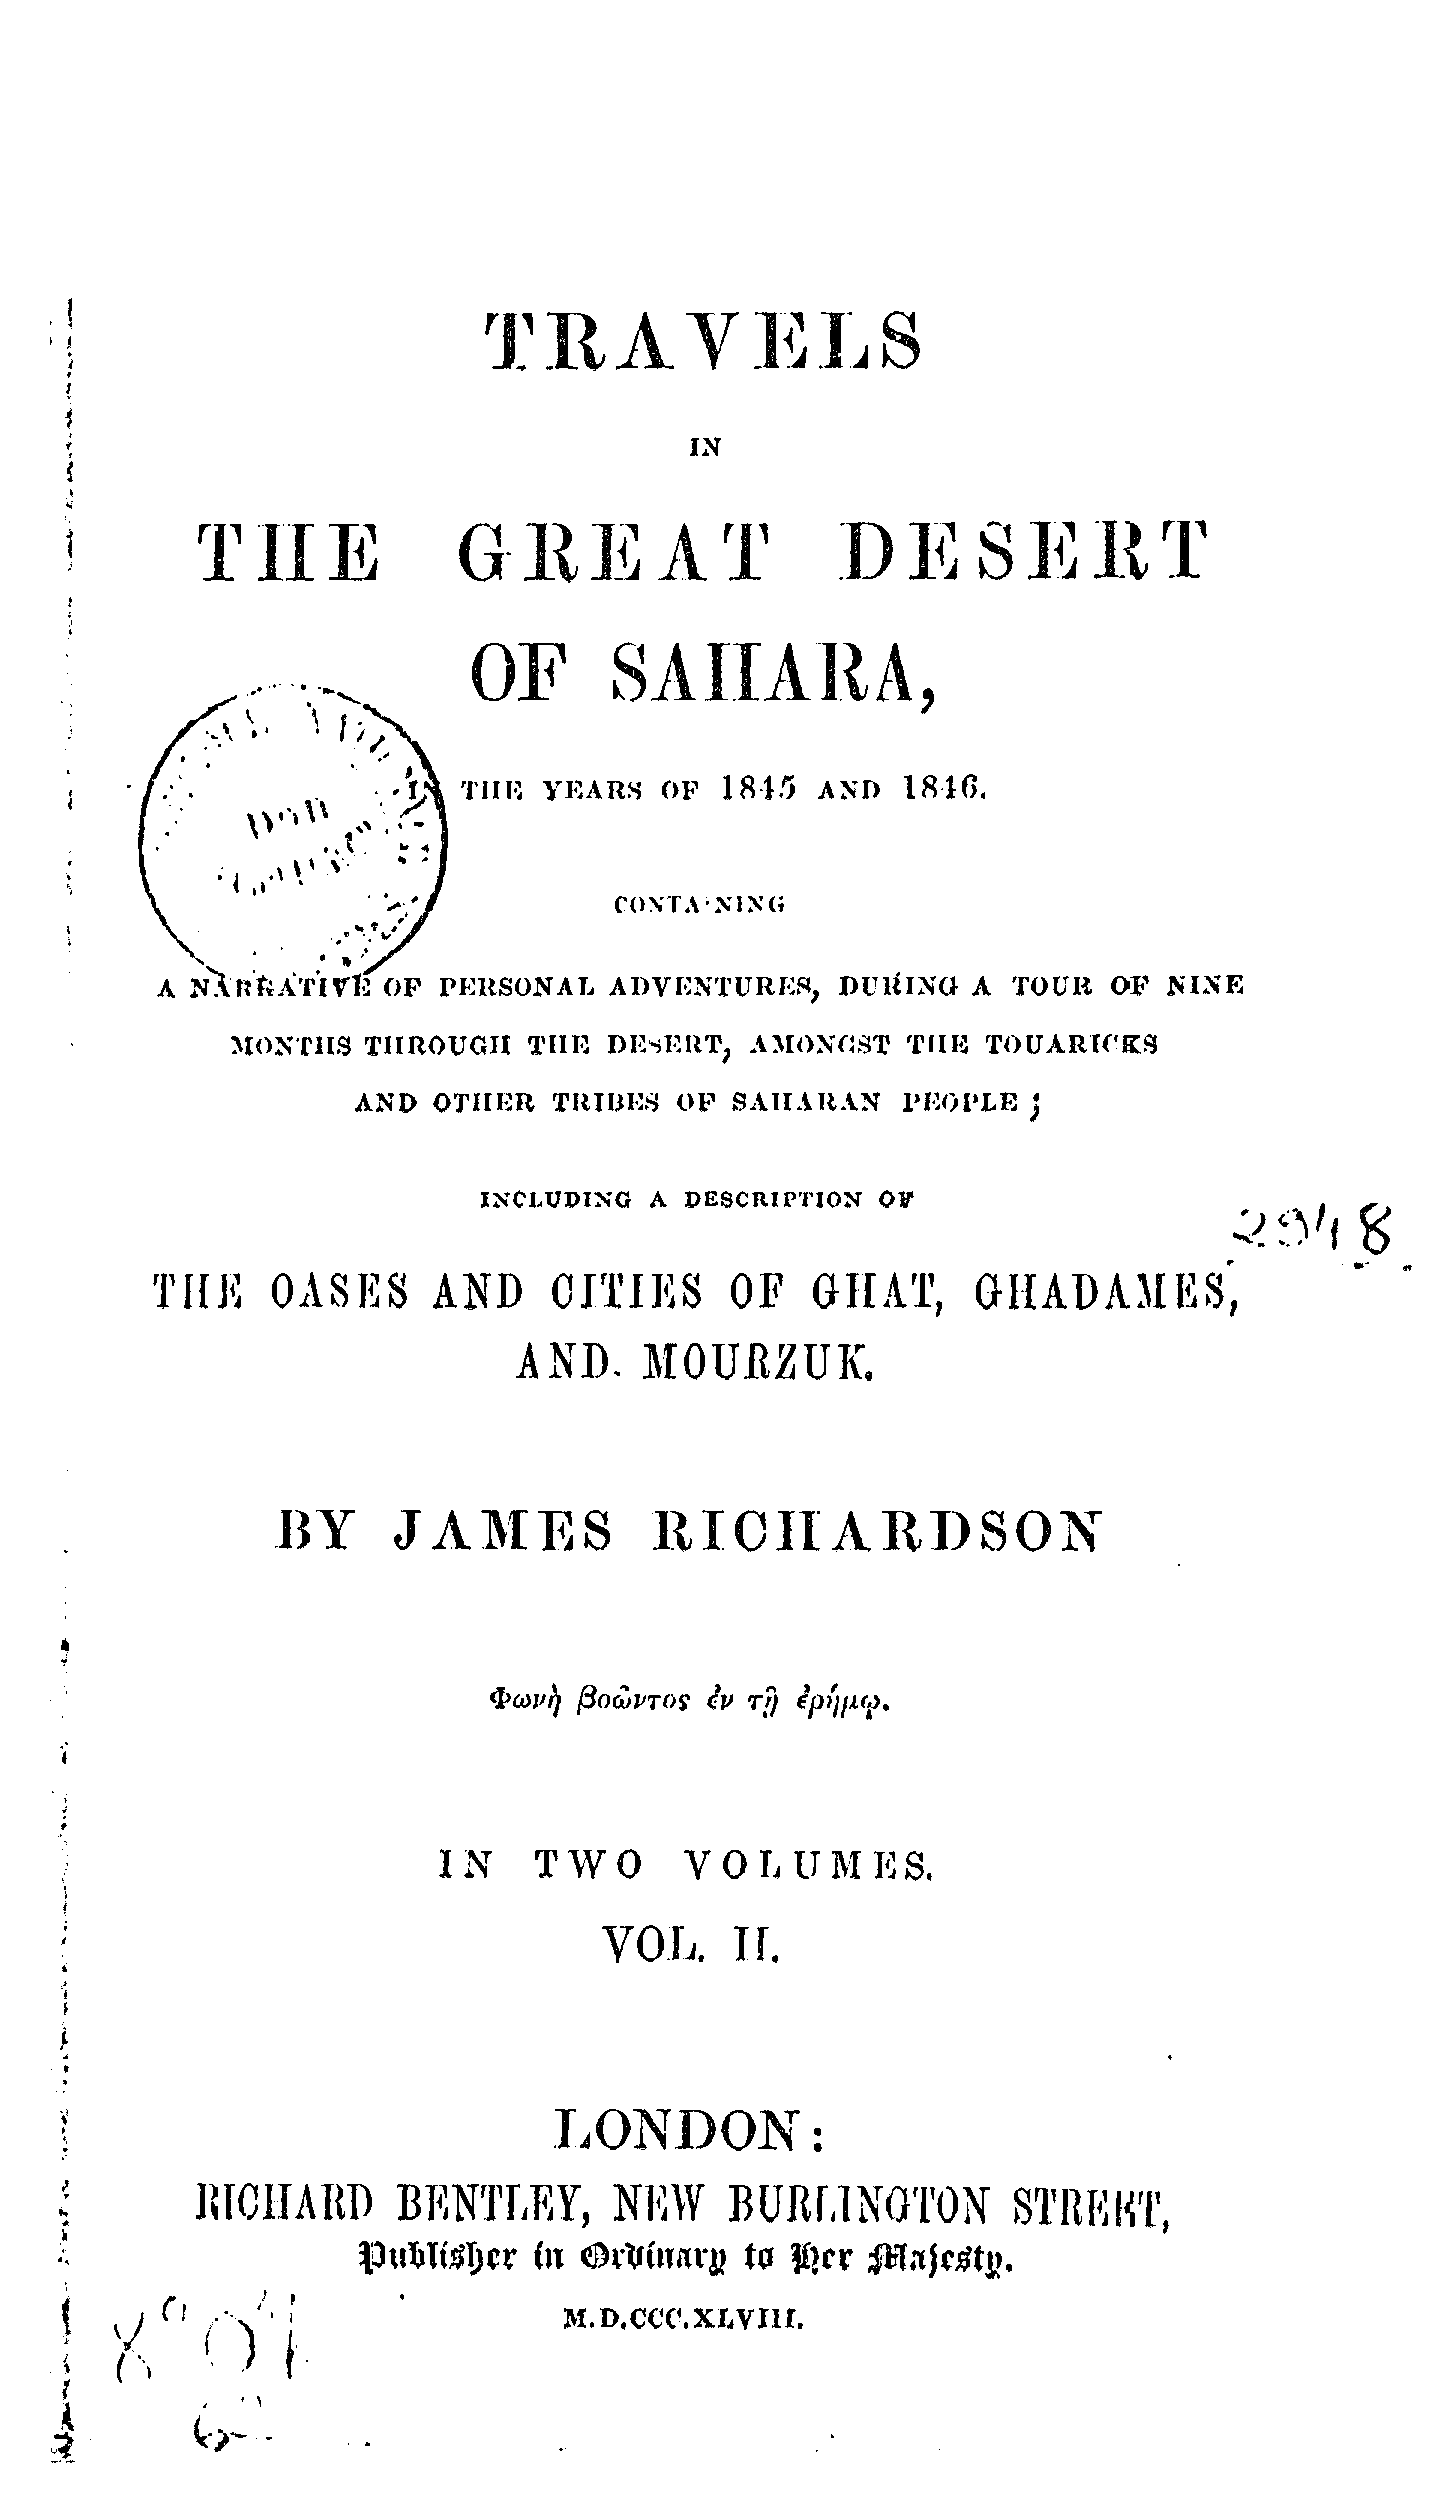 TRAVELS
IN
THE GREAT DESERT
OF SAHARA,
IN THE YEARS OF 1845 AND 1846.
DON
CONTAINING
A NARRATIVE OF PERSONAL ADVENTURES, DURING A TOUR OF NINE
MONTHS THROUGH THE DESERT, AMONGST THE TOUARICKS
AND OTHER TRIBES OF SAHARAN PEOPLE;
INCLUDING A DESCRIPTION OF
2948
THE OASES AND CITIES OF GHAT, GHADAMES,
AND MOURZUK.
BY JAMES RICHARDSON
Φωνὴ βοῶντος ἐν τῇ ἐρήμῳ.
IN TWO VOLUMES.
VOL. II.
LONDON:
RICHARD BENTLEY, NEW BURLINGTON STREET,
Publisher in Ordinary to Her Majesty.
M.D.CCC.XLVIII.